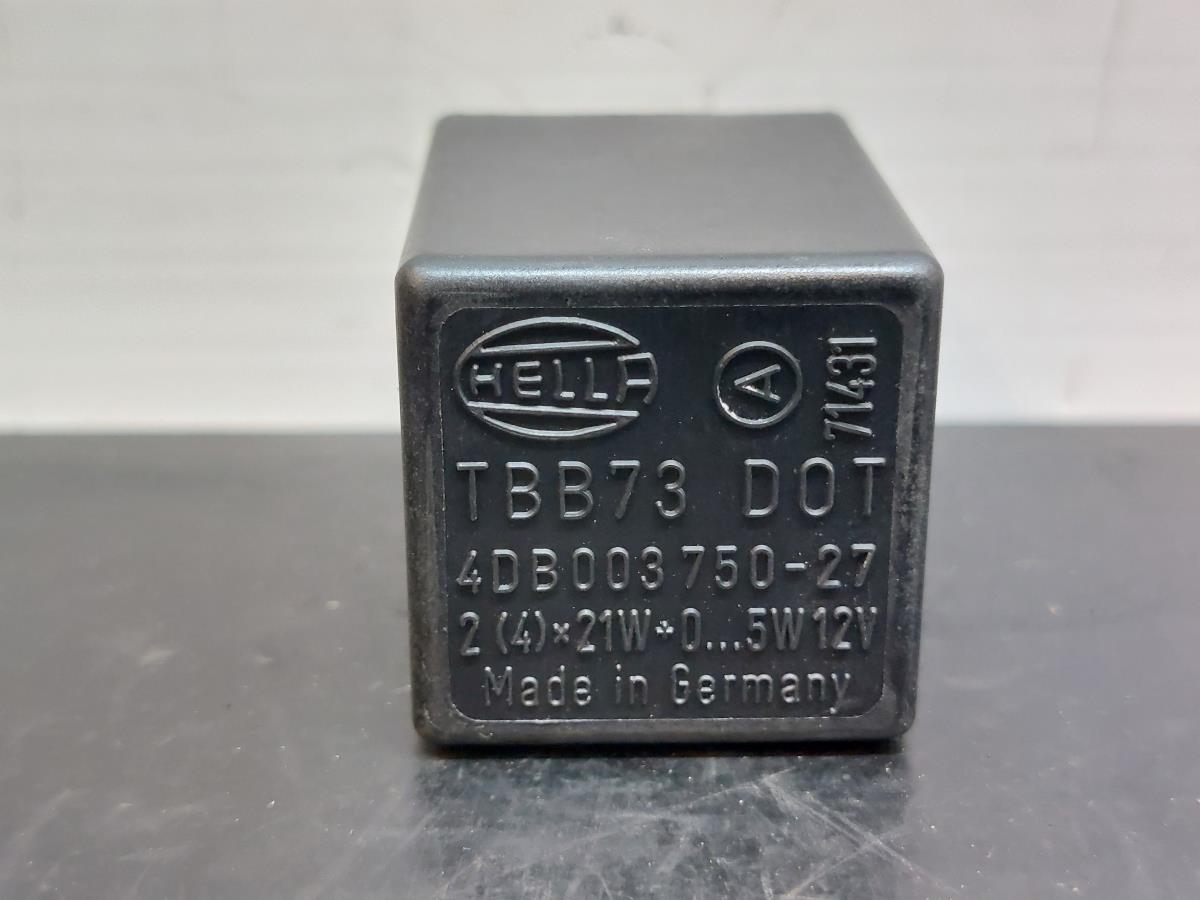 HELLA
A
71431
TBB73 DOT
4DB003750-27
2(4)×21W+0...5W12V
Made in Germany